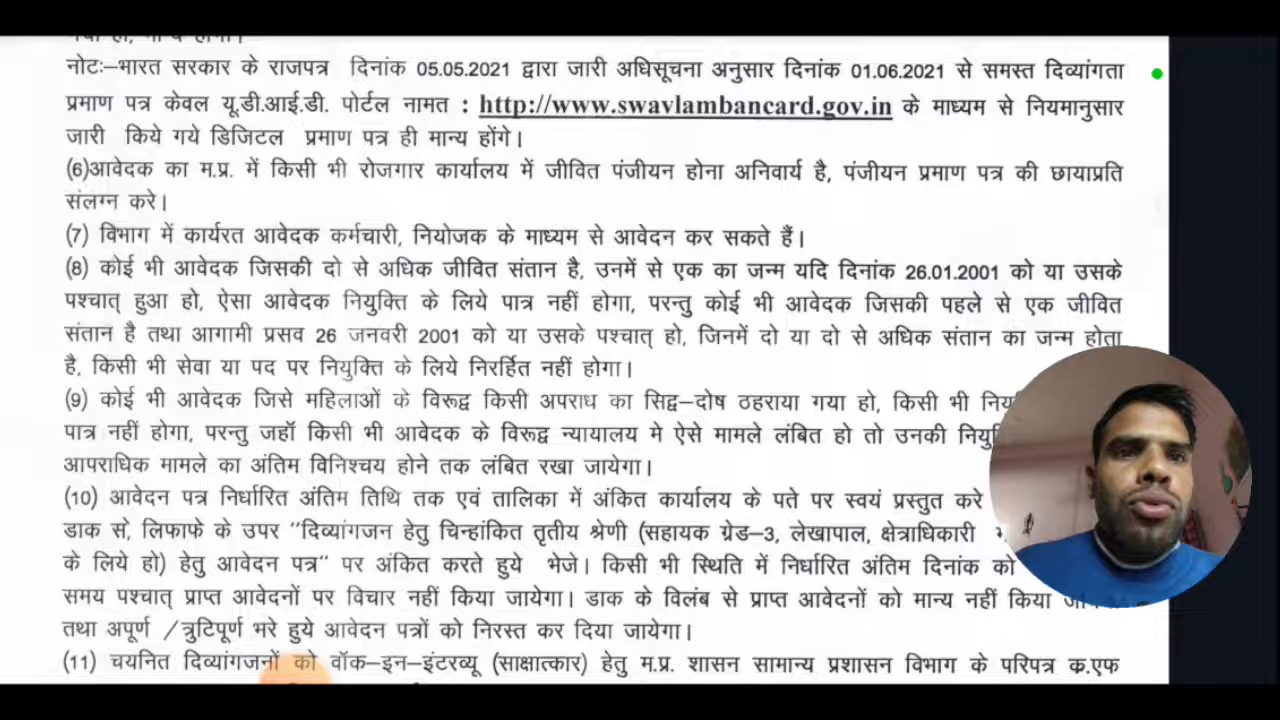 नोटः–भारत सरकार के राजपत्र दिनांक 05.05.2021 द्वारा जारी अधिसूचना अनुसार दिनांक 01.06.2021 से समस्त दिव्यांगता
प्रमाण पत्र केवल यू.डी.आई.डी. पोर्टल नामत : http://www.swavlambancard.gov.in के माध्यम से नियमानुसार
जारी किये गये डिजिटल प्रमाण पत्र ही मान्य होंगे।
(6)आवेदक का म.प्र. में किसी भी रोजगार कार्यालय में जीवित पंजीयन होना अनिवार्य है, पंजीयन प्रमाण पत्र की छायाप्रति
संलग्न करे।
(7) विभाग में कार्यरत आवेदक कर्मचारी, नियोजक के माध्यम से आवेदन कर सकते हैं।
(8) कोई भी आवेदक जिसकी दो से अधिक जीवित संतान है, उनमें से एक का जन्म यदि दिनांक 26.01.2001 को या उसके
पश्चात् हुआ हो, ऐसा आवेदक नियुक्ति के लिये पात्र नहीं होगा, परन्तु कोई भी आवेदक जिसकी पहले से एक जीवित
संतान है तथा आगामी प्रसव 26 जनवरी 2001 को या उसके पश्चात् हो, जिनमें दो या दो से अधिक संतान का जन्म होता
है, किसी भी सेवा या पद पर नियुक्ति के लिये निरर्हित नहीं होगा।
(9) कोई भी आवेदक जिसे महिलाओं के विरूद्व किसी अपराध का सिद्व–दोष ठहराया गया हो, किसी भी
पात्र नहीं होगा, परन्तु जहॉ किसी भी आवेदक के विरूद्व न्यायालय मे ऐसे मामले लंबित हो तो उनकी
आपराधिक मामले का अंतिम विनिश्चय होने तक लंबित रखा जायेगा।
(10) आवेदन पत्र निर्धारित अंतिम तिथि तक एवं तालिका में अंकित कार्यालय के पते पर स्वयं प्रस्तुत करे
डाक से, लिफाफे के उपर "दिव्यांगजन हेतु चिन्हांकित तृतीय श्रेणी (सहायक ग्रेड–3, लेखापाल, क्षेत्राधिकारी
के लिये हो) हेतु आवेदन पत्र" पर अंकित करते हुये भेजे। किसी भी स्थिति में निर्धारित अंतिम दिनांक को
समय पश्चात् प्राप्त आवेदनों पर विचार नहीं किया जायेगा। डाक के विलंब से प्राप्त आवेदनों को मान्य नहीं किया
तथा अपूर्ण /त्रुटिपूर्ण भरे हुये आवेदन पत्रों को निरस्त कर दिया जायेगा।
(11) चयनित दिव्यांगजनों को वॉक–इन–इंटरव्यू (साक्षात्कार) हेतु म.प्र. शासन सामान्य प्रशासन विभाग के परिपत्र क.एफ